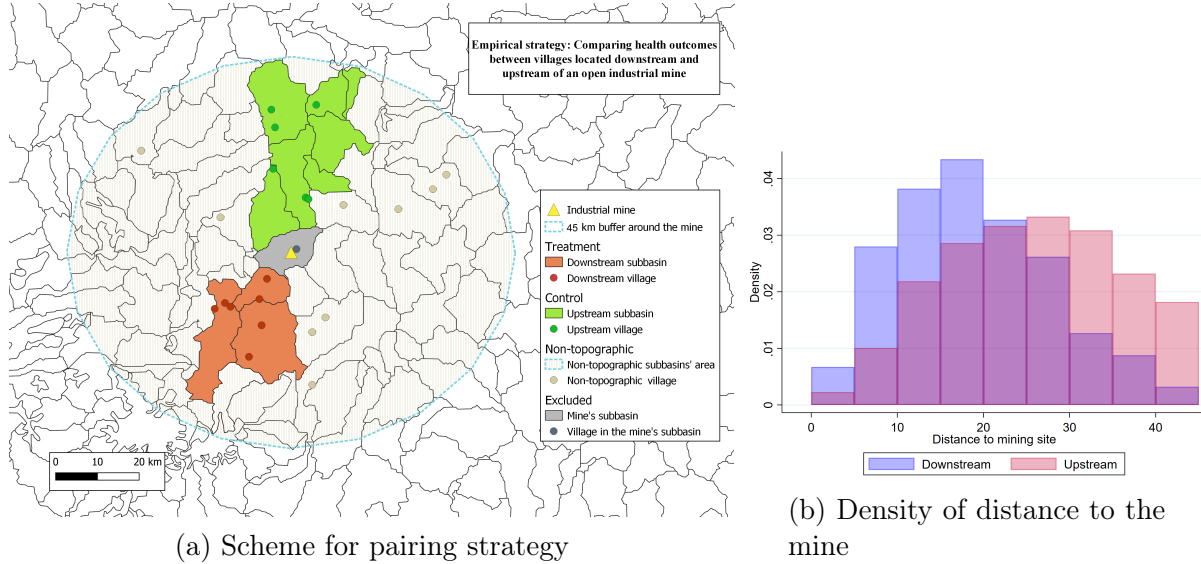 Empirical strategy: Comparing health outcomes
between villages located downstream and
upstream of an open industrial mine
Industrial mine
45 km buffer around the mine
Treatment
Downstream subbasin
Downstream village
Control
Upstream subbasin
Upstream village
Non-topographic
Non-topographic subbasins' area
Non-topographic village
Excluded
Mine's subbasin
Village in the mine's subbasin
0 10 20 km
(a) Scheme for pairing strategy
Density
.04
.03
.02
.01
0
0 10 20 30 40
Distance to mining site
Downstream Upstream
(b) Density of distance to the
mine